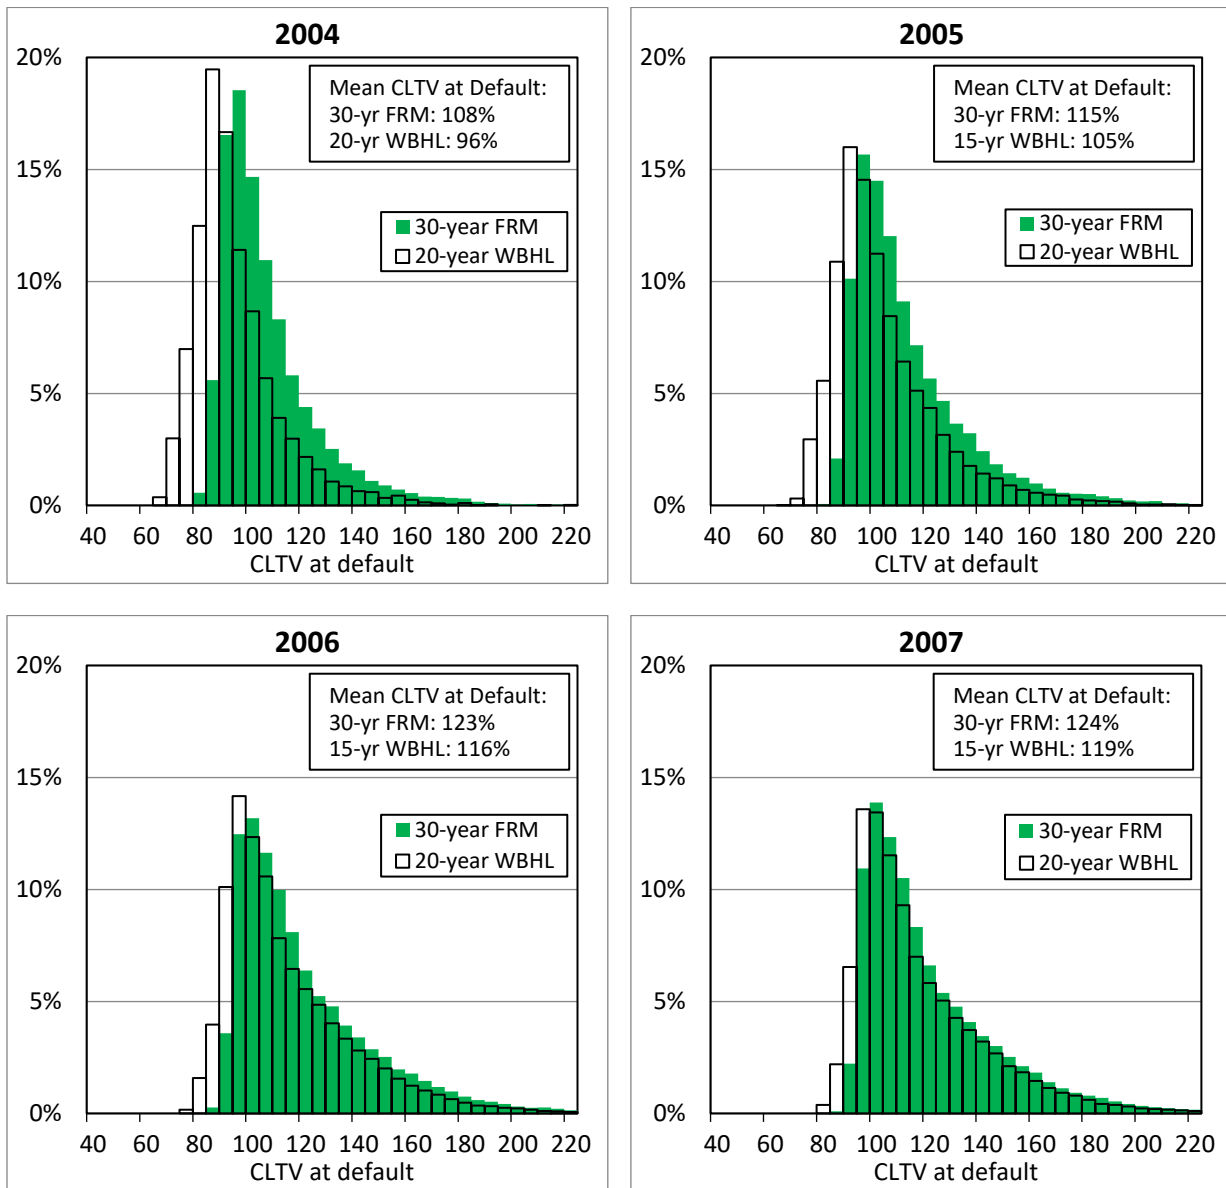 2004
20%
15%
10%
5%
0%
Mean CLTV at Default:
30-yr FRM: 108%
20-yr WBHL: 96%
30-year FRM
20-year WBHL
40 60 80 100 120 140 160 180 200 220
CLTV at default
2005
20%
15%
10%
5%
0%
Mean CLTV at Default:
30-yr FRM: 115%
15-yr WBHL: 105%
30-year FRM
20-year WBHL
40 60 80 100 120 140 160 180 200 220
CLTV at default
2006
20%
15%
10%
5%
0%
Mean CLTV at Default:
30-yr FRM: 123%
15-yr WBHL: 116%
30-year FRM
20-year WBHL
40 60 80 100 120 140 160 180 200 220
CLTV at default
2007
20%
15%
10%
5%
0%
Mean CLTV at Default:
30-yr FRM: 124%
15-yr WBHL: 119%
30-year FRM
20-year WBHL
40 60 80 100 120 140 160 180 200 220
CLTV at default